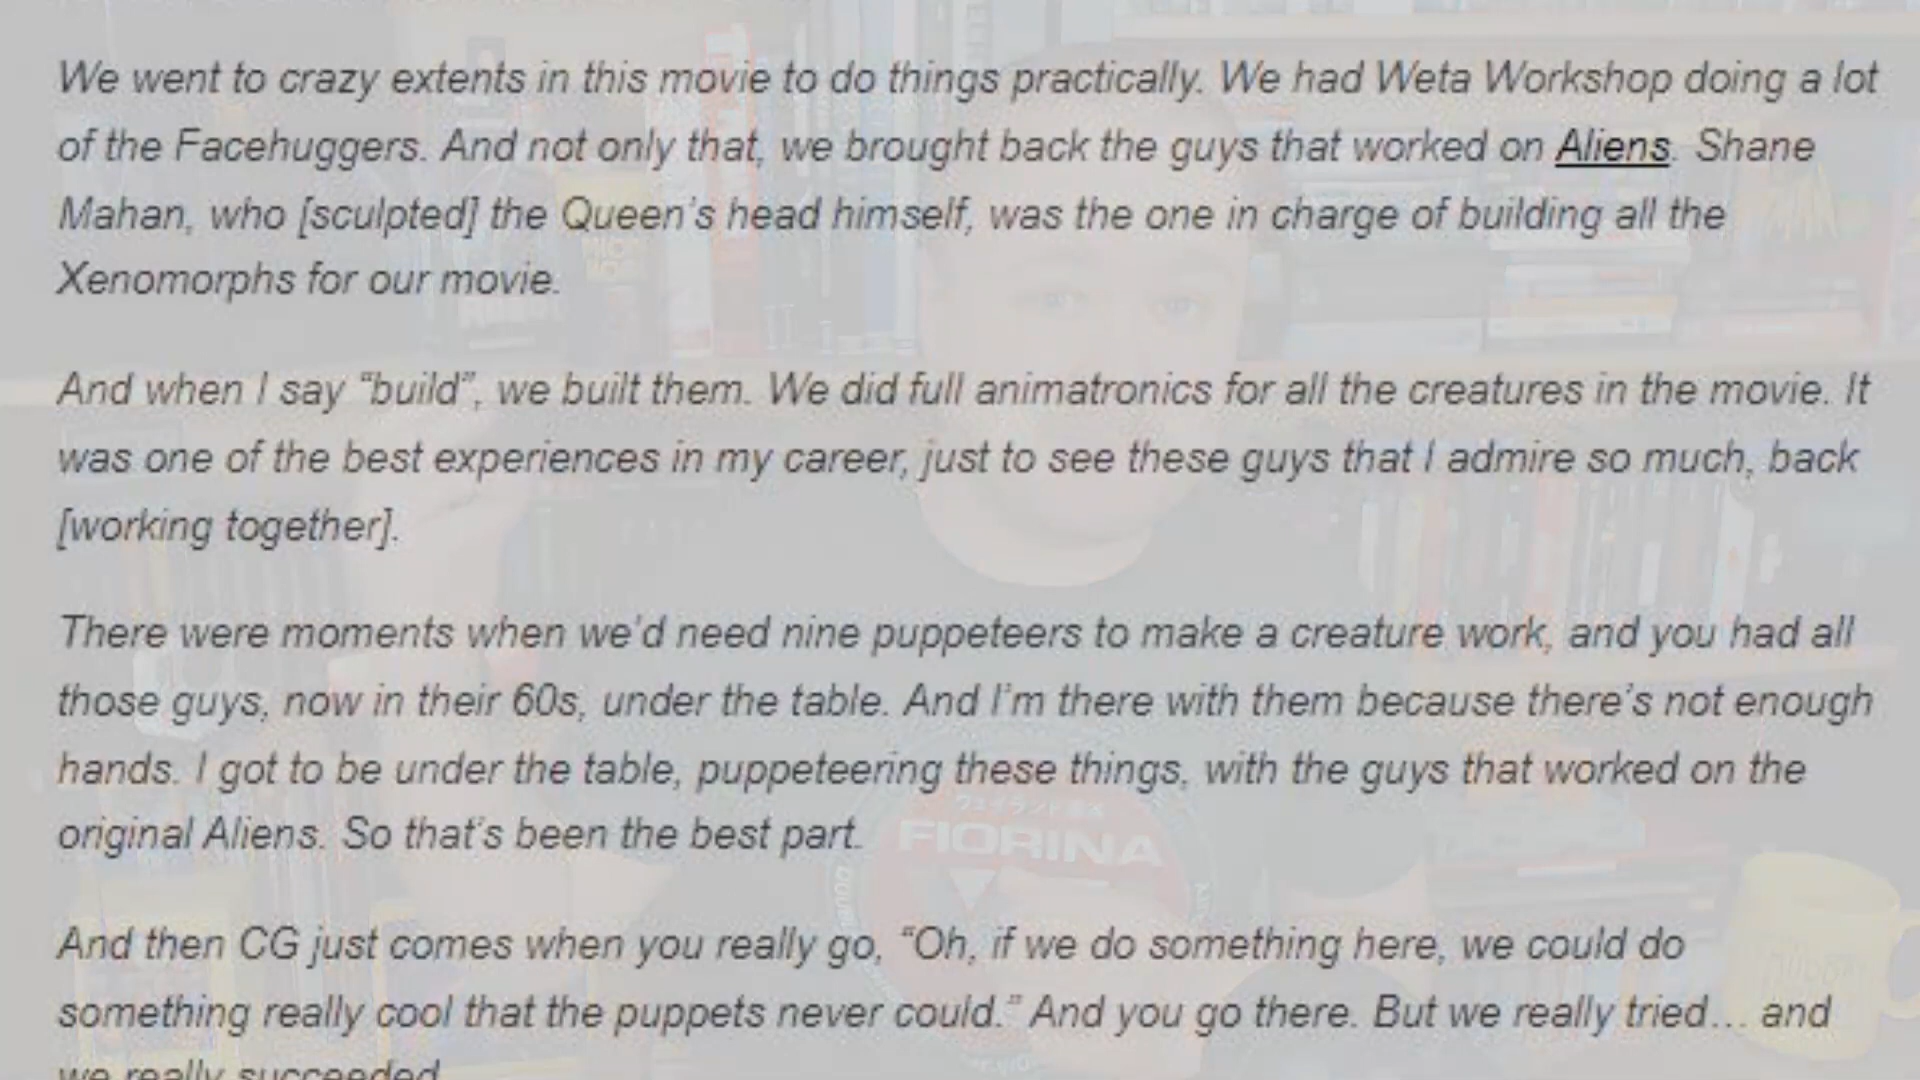 We went to crazy extents in this movie to do things practically. We had Weta Workshop doing a lot
of the Facehuggers. And not only that, we brought back the guys that worked on Aliens. Shane
Mahan, who [sculpted] the Queen's head himself, was the one in charge of building all the
Xenomorphs for our movie.
And when I say “build”, we built them. We did full animatronics for all the creatures in the movie. It
was one of the best experiences in my career, just to see these guys that I admire so much, back
[working together].
There were moments when we'd need nine puppeteers to make a creature work, and you had all
those guys, now in their 60s, under the table. And I'm there with them because there's not enough
hands. I got to be under the table, puppeteering these things, with the guys that worked on the
original Aliens. So that's been the best part.
FIORINA
And then CG just comes when you really go, “Oh, if we do something here, we could do
something really cool that the puppets never could.” And you go there. But we really tried... and
we really succeeded